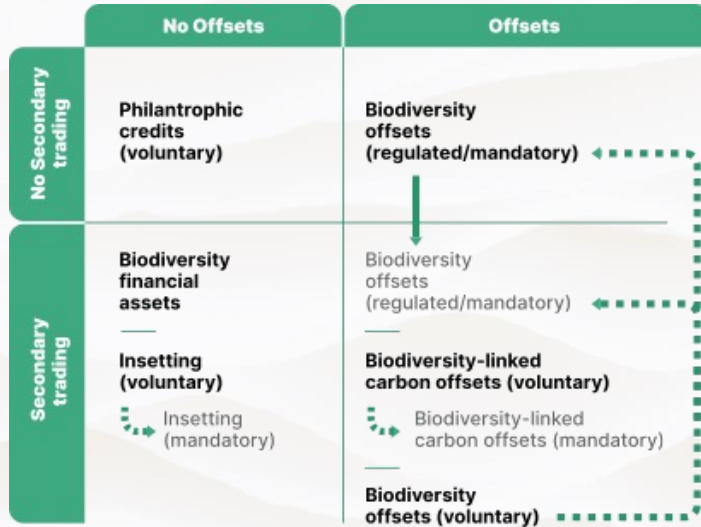 No Offsets
Offsets
No Secondary
trading
Philantrophic
credits
(voluntary)
Biodiversity
offsets
(regulated/mandatory)
Secondary
trading
Biodiversity
financial
assets
Insetting
(voluntary)
Insetting
(mandatory)
Biodiversity
offsets
(regulated/mandatory)
Biodiversity-linked
carbon offsets (voluntary)
Biodiversity-linked
carbon offsets (mandatory)
Biodiversity
offsets (voluntary)